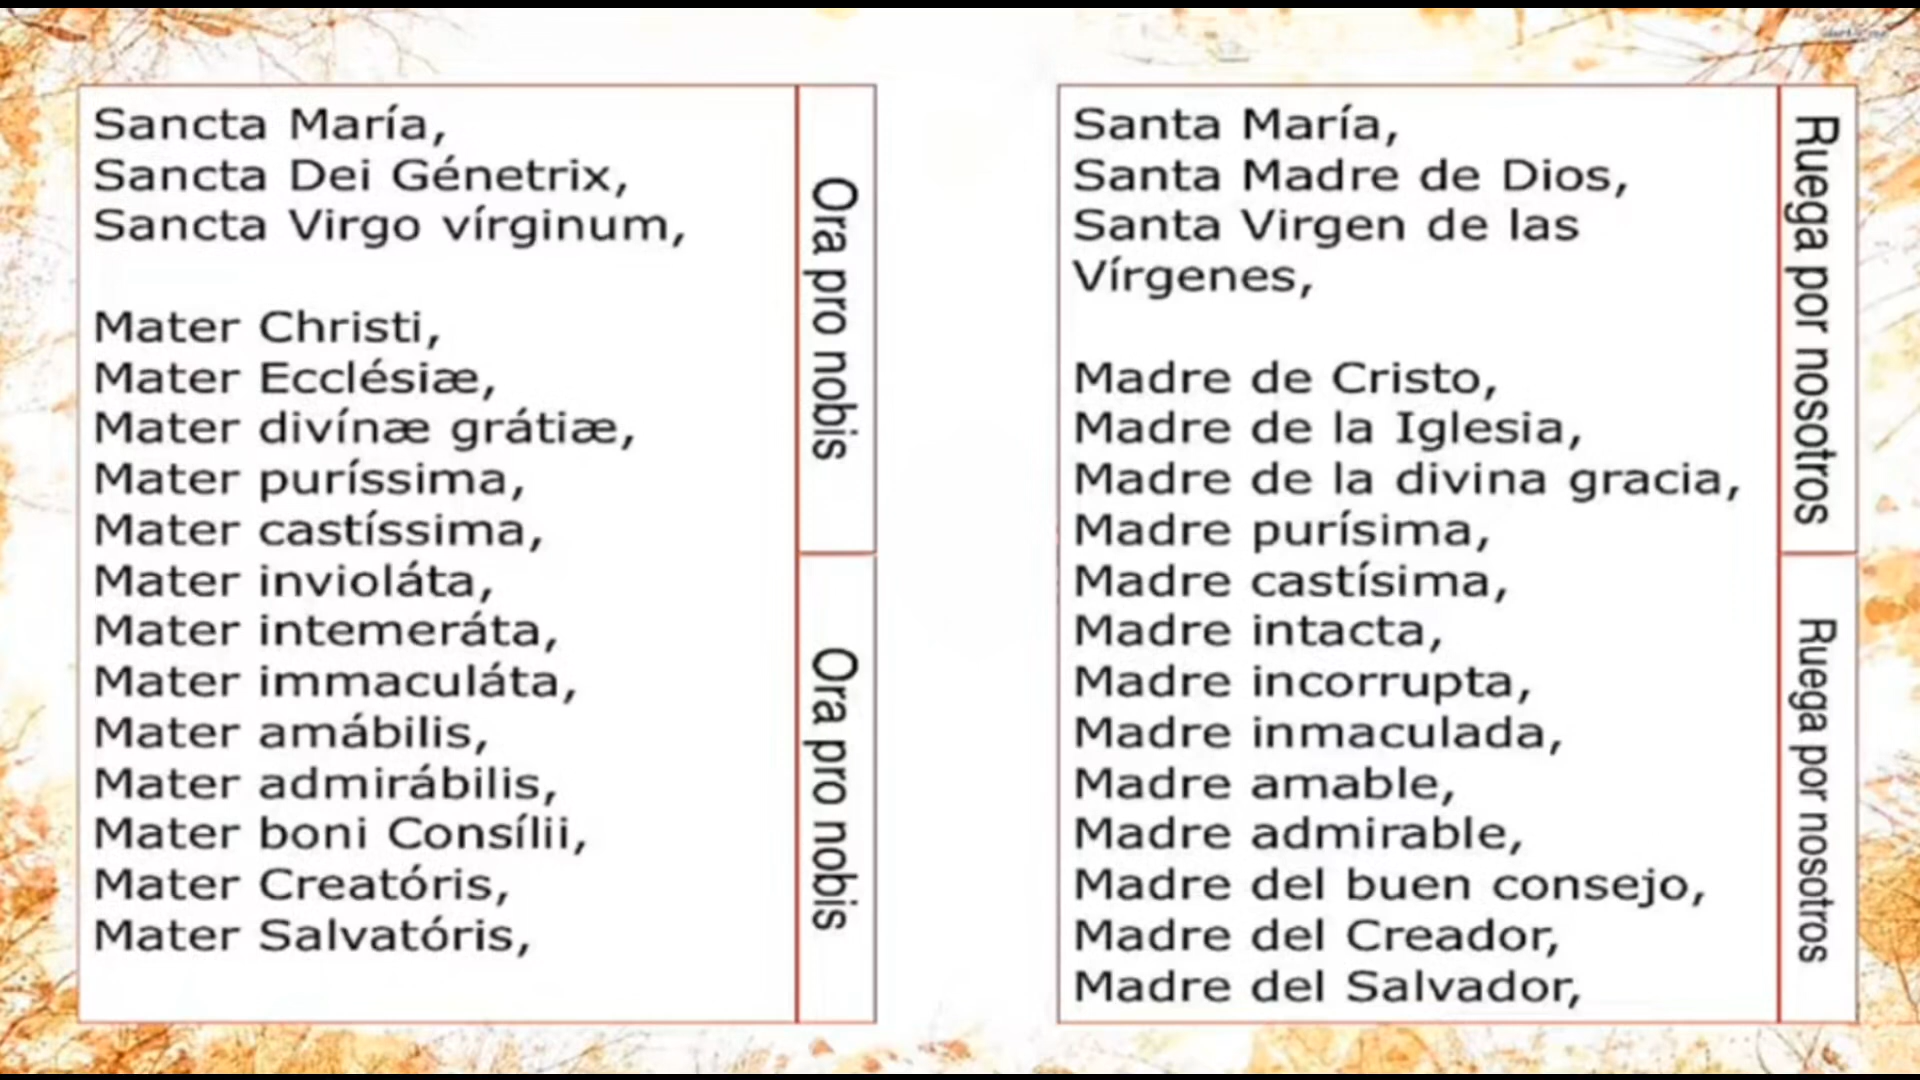 Sancta María,
Sancta Dei Génetrix,
Sancta Virgo vírginum,
Mater Christi,
Mater Ecclésiæ,
Mater divínæ grátiæ,
Mater puríssima,
Mater castíssima,
Mater invioláta,
Mater intemeráta,
Mater immaculáta,
Mater amábilis,
Mater admirábilis,
Mater boni Consílii,
Mater Creatóris,
Mater Salvatóris,
Ora pro nobis
Ora pro nobis
Santa María,
Santa Madre de Dios,
Santa Virgen de las
Vírgenes,
Madre de Cristo,
Madre de la Iglesia,
Madre de la divina gracia,
Madre purísima,
Madre castísima,
Madre intacta,
Madre incorrupta,
Madre inmaculada,
Madre amable,
Madre admirable,
Madre del buen consejo,
Madre del Creador,
Madre del Salvador,
Ruega por nosotros
Ruega por nosotros